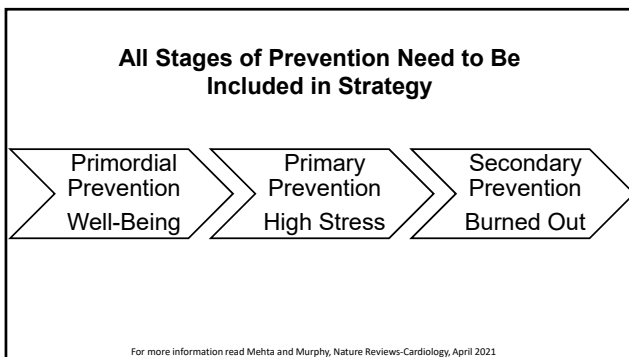 All Stages of Prevention Need to Be
Included in Strategy
Primordial
Prevention
Well-Being
Primary
Prevention
High Stress
Secondary
Prevention
Burned Out
For more information read Mehta and Murphy, Nature Reviews-Cardiology, April 2021